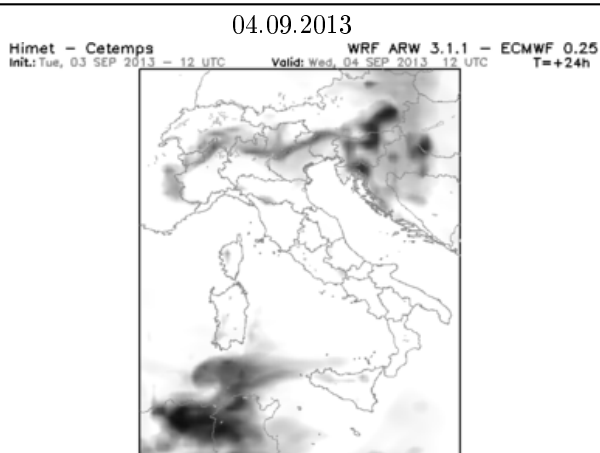 04.09.2013
Himet – Cetemps WRF ARW 3.1.1 – ECMWF 0.25
Init.: Tue, 03 SEP 2013 – 12 UTC Valid: Wed, 04 SEP 2013 12 UTC T=+24h